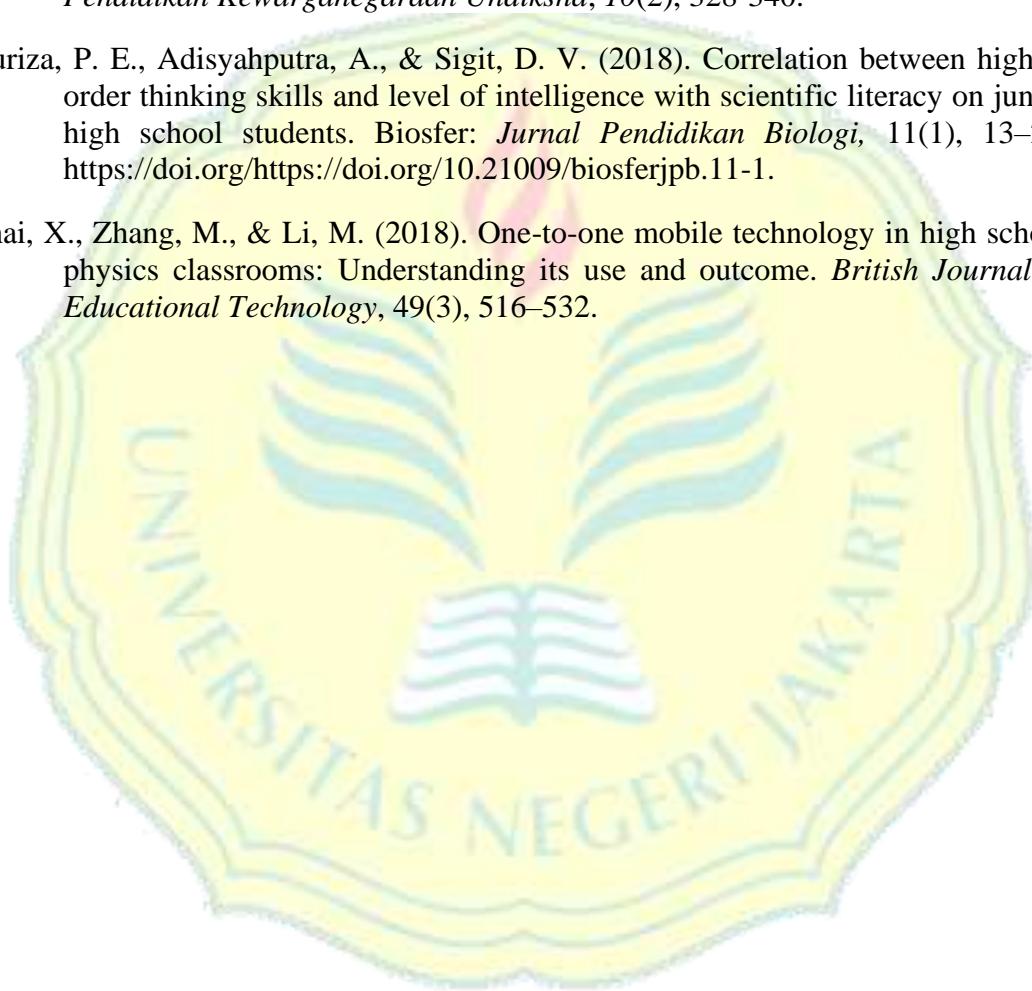 Pendidikan Kewarganegaraan Undiksha, 10(2), 328-340.
uriza, P. E., Adisyahputra, A., & Sigit, D. V. (2018). Correlation between high
order thinking skills and level of intelligence with scientific literacy on jun
high school students. Biosfer: Jurnal Pendidikan Biologi, 11(1), 13–
https://doi.org/https://doi.org/10.21009/biosferjpb.11-1.
ai, X., Zhang, M., & Li, M. (2018). One-to-one mobile technology in high scho
physics classrooms: Understanding its use and outcome. British Journal
Educational Technology, 49(3), 516–532.
UNIVERSITAS NEGERI JAKARTA